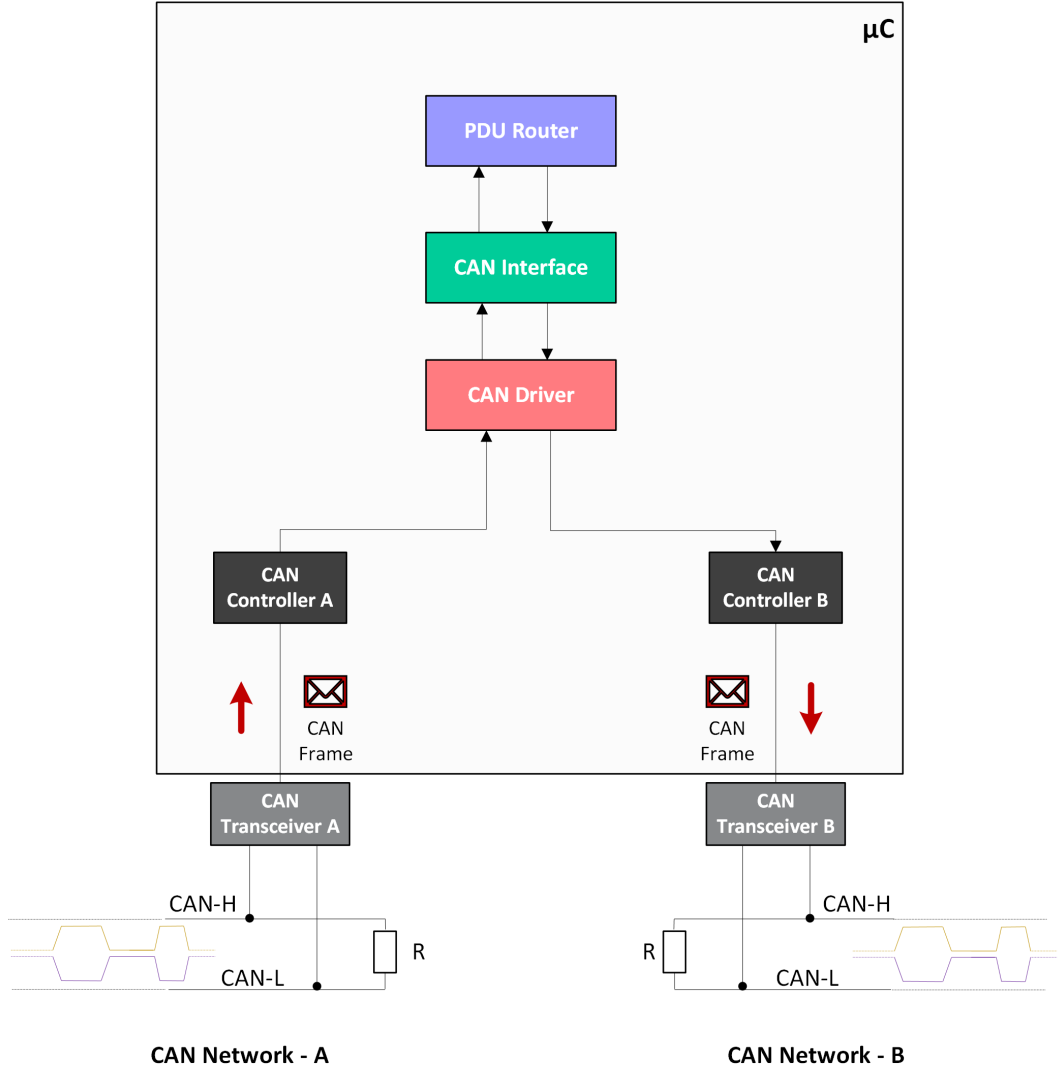 µC
PDU Router
CAN Interface
CAN Driver
CAN
Controller A
CAN
Controller B
CAN
Frame
CAN
Frame
CAN
Transceiver A
CAN
Transceiver B
CAN-H
R
CAN-L
CAN-H
R
CAN-L
CAN Network - A
CAN Network - B